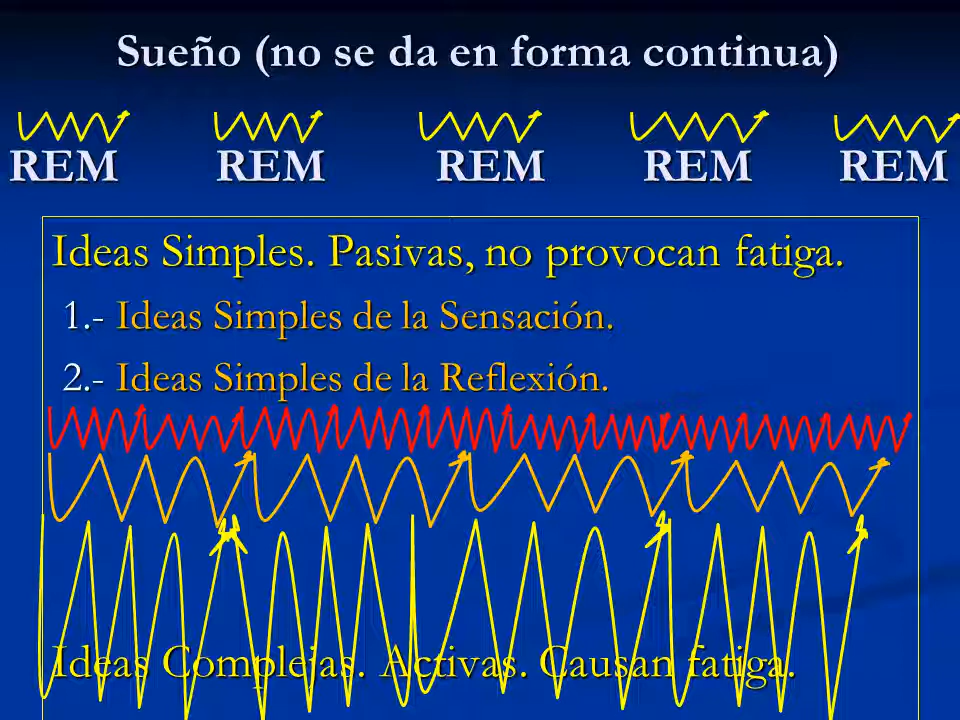 Sueño (no se da en forma continua)
REM REM REM REM REM
Ideas Simples. Pasivas, no provocan fatiga.
1.- Ideas Simples de la Sensación.
2.- Ideas Simples de la Reflexión.
Ideas Complejas. Activas. Causan fatiga.